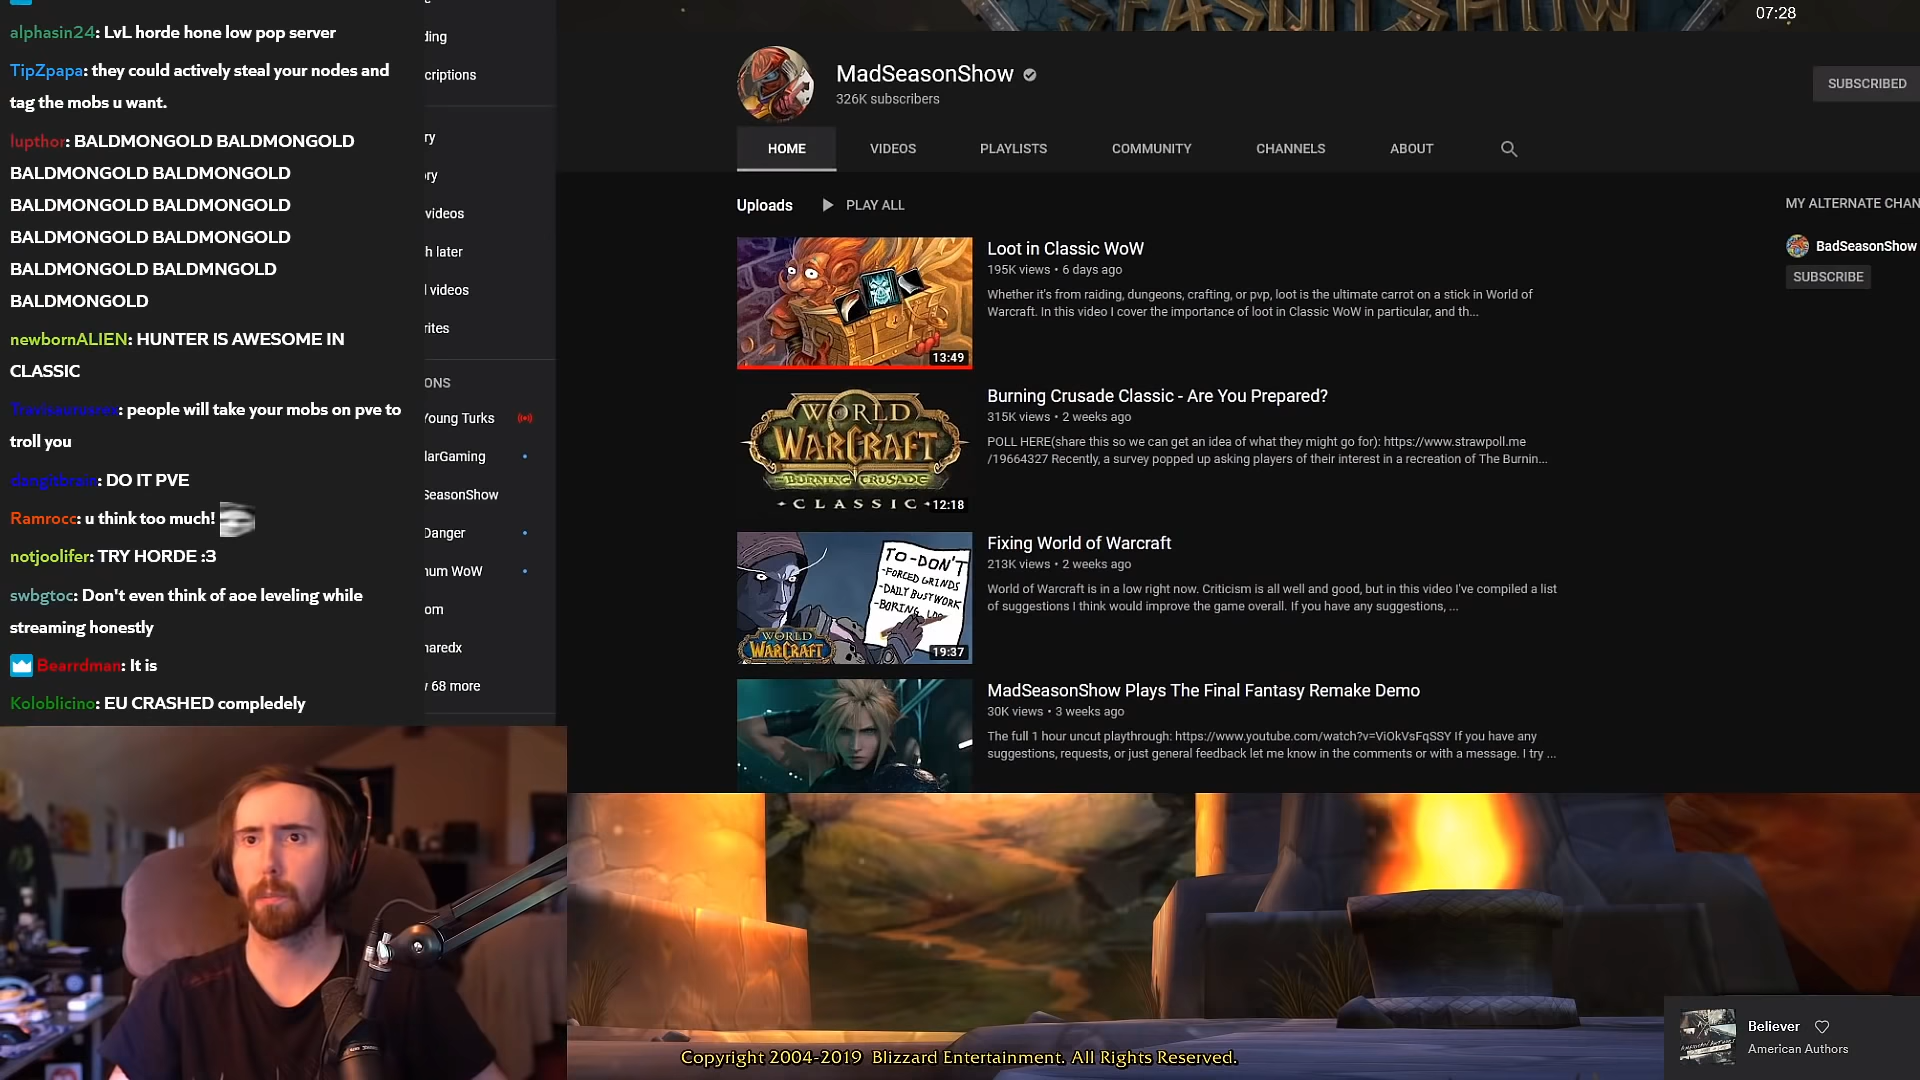 alphasin24: LvL horde hone low pop server
TipZpapa: they could actively steal your nodes and
tag the mobs u want.
lupthor: BALDMONGOLD BALDMONGOLD
BALDMONGOLD BALDMONGOLD
BALDMONGOLD BALDMONGOLD
BALDMONGOLD BALDMONGOLD
BALDMONGOLD BALDMNGOLD
BALDMONGOLD
newbornALIEN: HUNTER IS AWESOME IN
CLASSIC
: people will take your mobs on pve to
troll you
dangitbrain: DO IT PVE
Ramrocc: u think too much!
notjoolifer: TRY HORDE :3
swbgtoc: Don't even think of aoe leveling while
streaming honestly
Bearrdman: It is
Koloblicino: EU CRASHED compledely
ding
criptions
ry
ory
videos
h later
l videos
rites
ONS
Young Turks
larGaming
SeasonShow
Danger
num WoW
om
haredx
v 68 more
SEASON SHOW
07:28
MadSeasonShow
326K subscribers
SUBSCRIBED
HOME
VIDEOS
PLAYLISTS
COMMUNITY
CHANNELS
ABOUT
Uploads
PLAY ALL
MY ALTERNATE CHAN
BadSeasonShow
SUBSCRIBE
13:49
Loot in Classic WoW
195K views • 6 days ago
Whether it's from raiding, dungeons, crafting, or pvp, loot is the ultimate carrot on a stick in World of
Warcraft. In this video I cover the importance of loot in Classic WoW in particular, and th...
WORLD
OF
WARCRAFT
BURNING CRUSADE
CLASSIC
12:18
Burning Crusade Classic - Are You Prepared?
315K views • 2 weeks ago
POLL HERE(share this so we can get an idea of what they might go for): https://www.strawpoll.me
/19664327 Recently, a survey popped up asking players of their interest in a recreation of The Burnin...
TO-DON'T
-FORCED GRINDS
-DAILY BUSYWORK
-BORING
WORLD
OF
WARCRAFT
19:37
Fixing World of Warcraft
213K views • 2 weeks ago
World of Warcraft is in a low right now. Criticism is all well and good, but in this video I've compiled a list
of suggestions I think would improve the game overall. If you have any suggestions, ...
MadSeasonShow Plays The Final Fantasy Remake Demo
30K views • 3 weeks ago
The full 1 hour uncut playthrough: https://www.youtube.com/watch?v=ViOkVsFqSSY If you have any
suggestions, requests, or just general feedback let me know in the comments or with a message. I try ...
Copyright 2004-2019 Blizzard Entertainment. All Rights Reserved.
Believer
American Authors